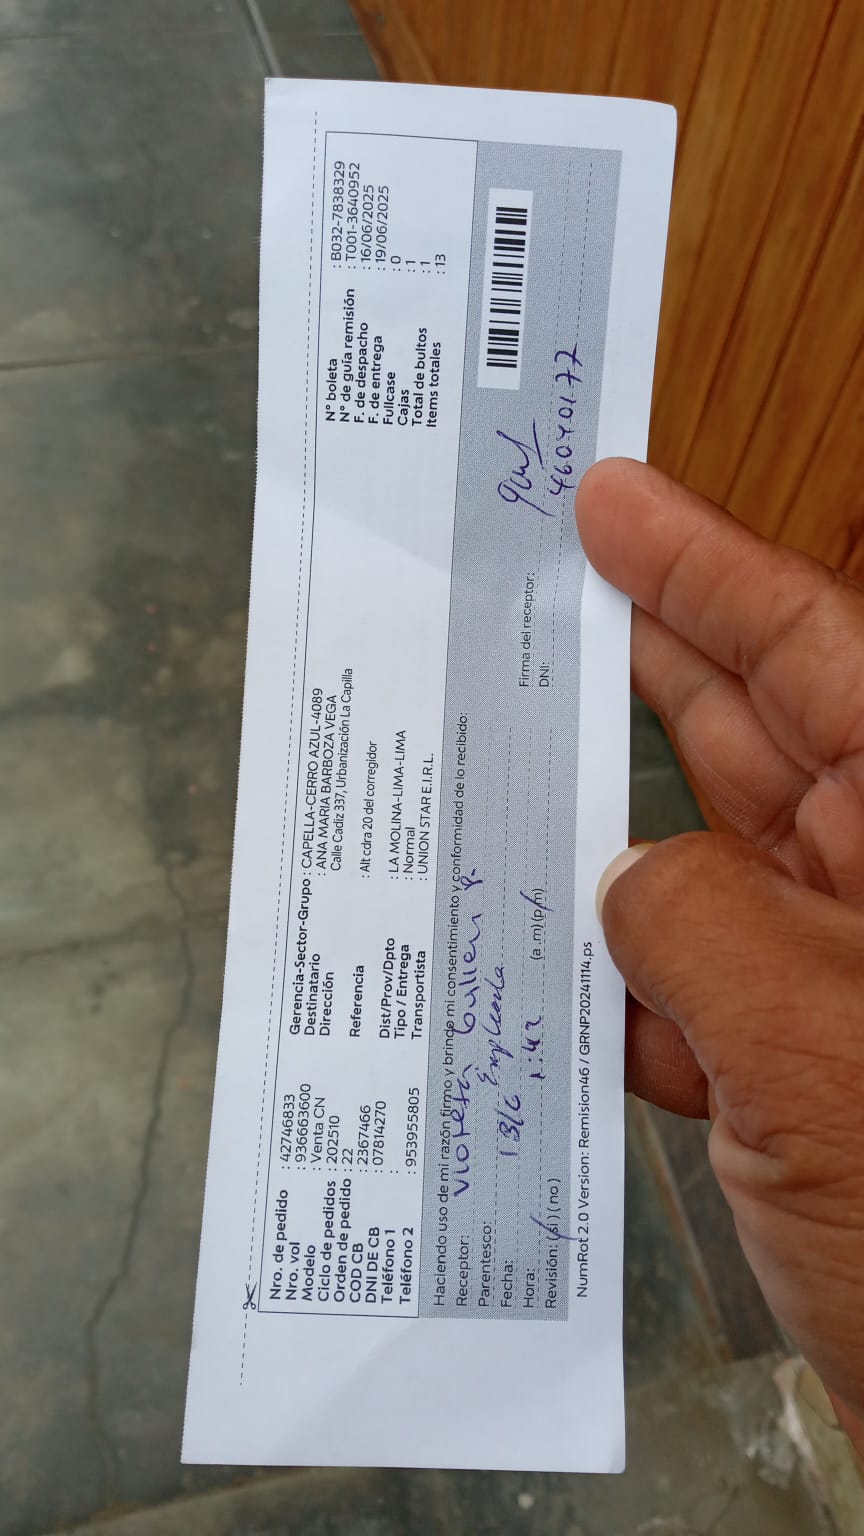 Nro. de pedido : 42746833
Nro. vol : 936663600
Modelo : Venta CN
Ciclo de pedidos : 202510
Orden de pedido : 22
COD CB : 2367466
DNI DE CB : 07814270
Teléfono 1 :
Teléfono 2 : 953955805
Gerencia-Sector-Grupo : CAPELLA-CERRO AZUL-4089
Destinatario : ANA MARIA BARBOZA VEGA
Dirección Calle Cadiz 337, Urbanización La Capilla
Referencia : Alt cdra 20 del corregidor
Dist/Prov/Dpto : LA MOLINA-LIMA-LIMA
Tipo / Entrega : Normal
Transportista : UNION STAR E.I.R.L.
N° boleta : B032-7838329
N° de guía remisión : T001-3640952
F. de despacho : 16/06/2025
F. de entrega : 19/06/2025
Fullcase : 0
Cajas : 1
Total de bultos : 1
Items totales : 13
Haciendo uso de mi razón firmo y brindo mi consentimiento y conformidad de lo recibido:
Receptor: Violeta
Parentesco:
Fecha:
Hora: 1:42 (a .m) (p.m)
Revisión: (si ) ( no )
Firma del receptor:
DNI:
NumRot 2.0 Version: Remision46 / GRNP20241114.ps